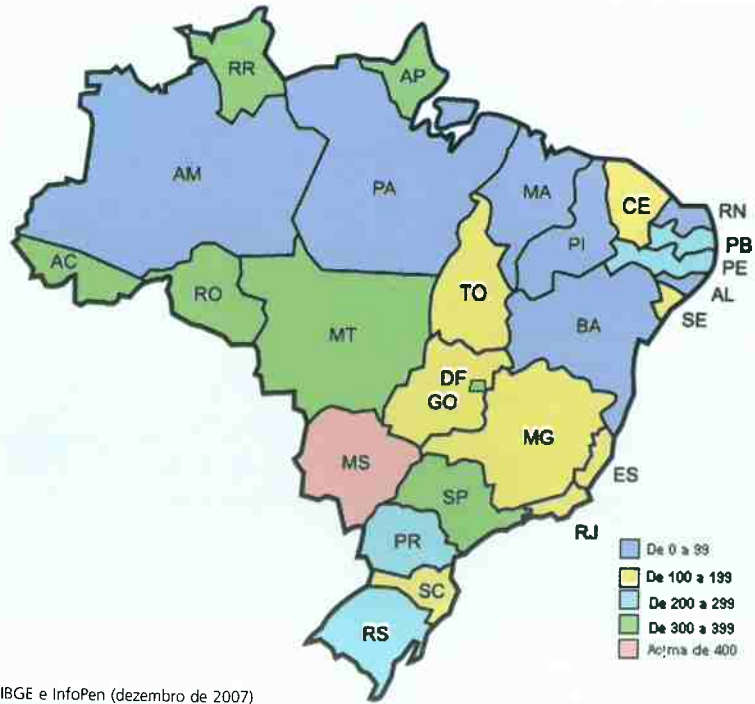 RR
AP
AM
PA
MA
CE
RN
PI
PB
PE
AC
TO
AL
RO
BA
SE
MT
DF
GO
MG
MS
ES
SP
RJ
PR
De 0 a 99
De 100 a 199
SC
De 200 a 299
RS
De 300 a 399
Acima de 400
IBGE e InfoPen (dezembro de 2007)